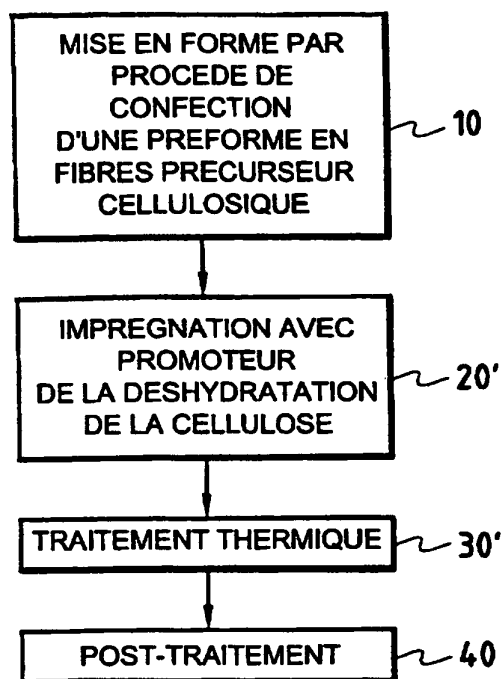 MISE EN FORME PAR
PROCEDE DE
CONFECTION
D'UNE PREFORME EN
FIBRES PRECURSEUR
CELLULOSIQUE
10
IMPREGNATION AVEC
PROMOTEUR
DE LA DESHYDRATATION
DE LA CELLULOSE
20'
TRAITEMENT THERMIQUE
30'
POST-TRAITEMENT
40